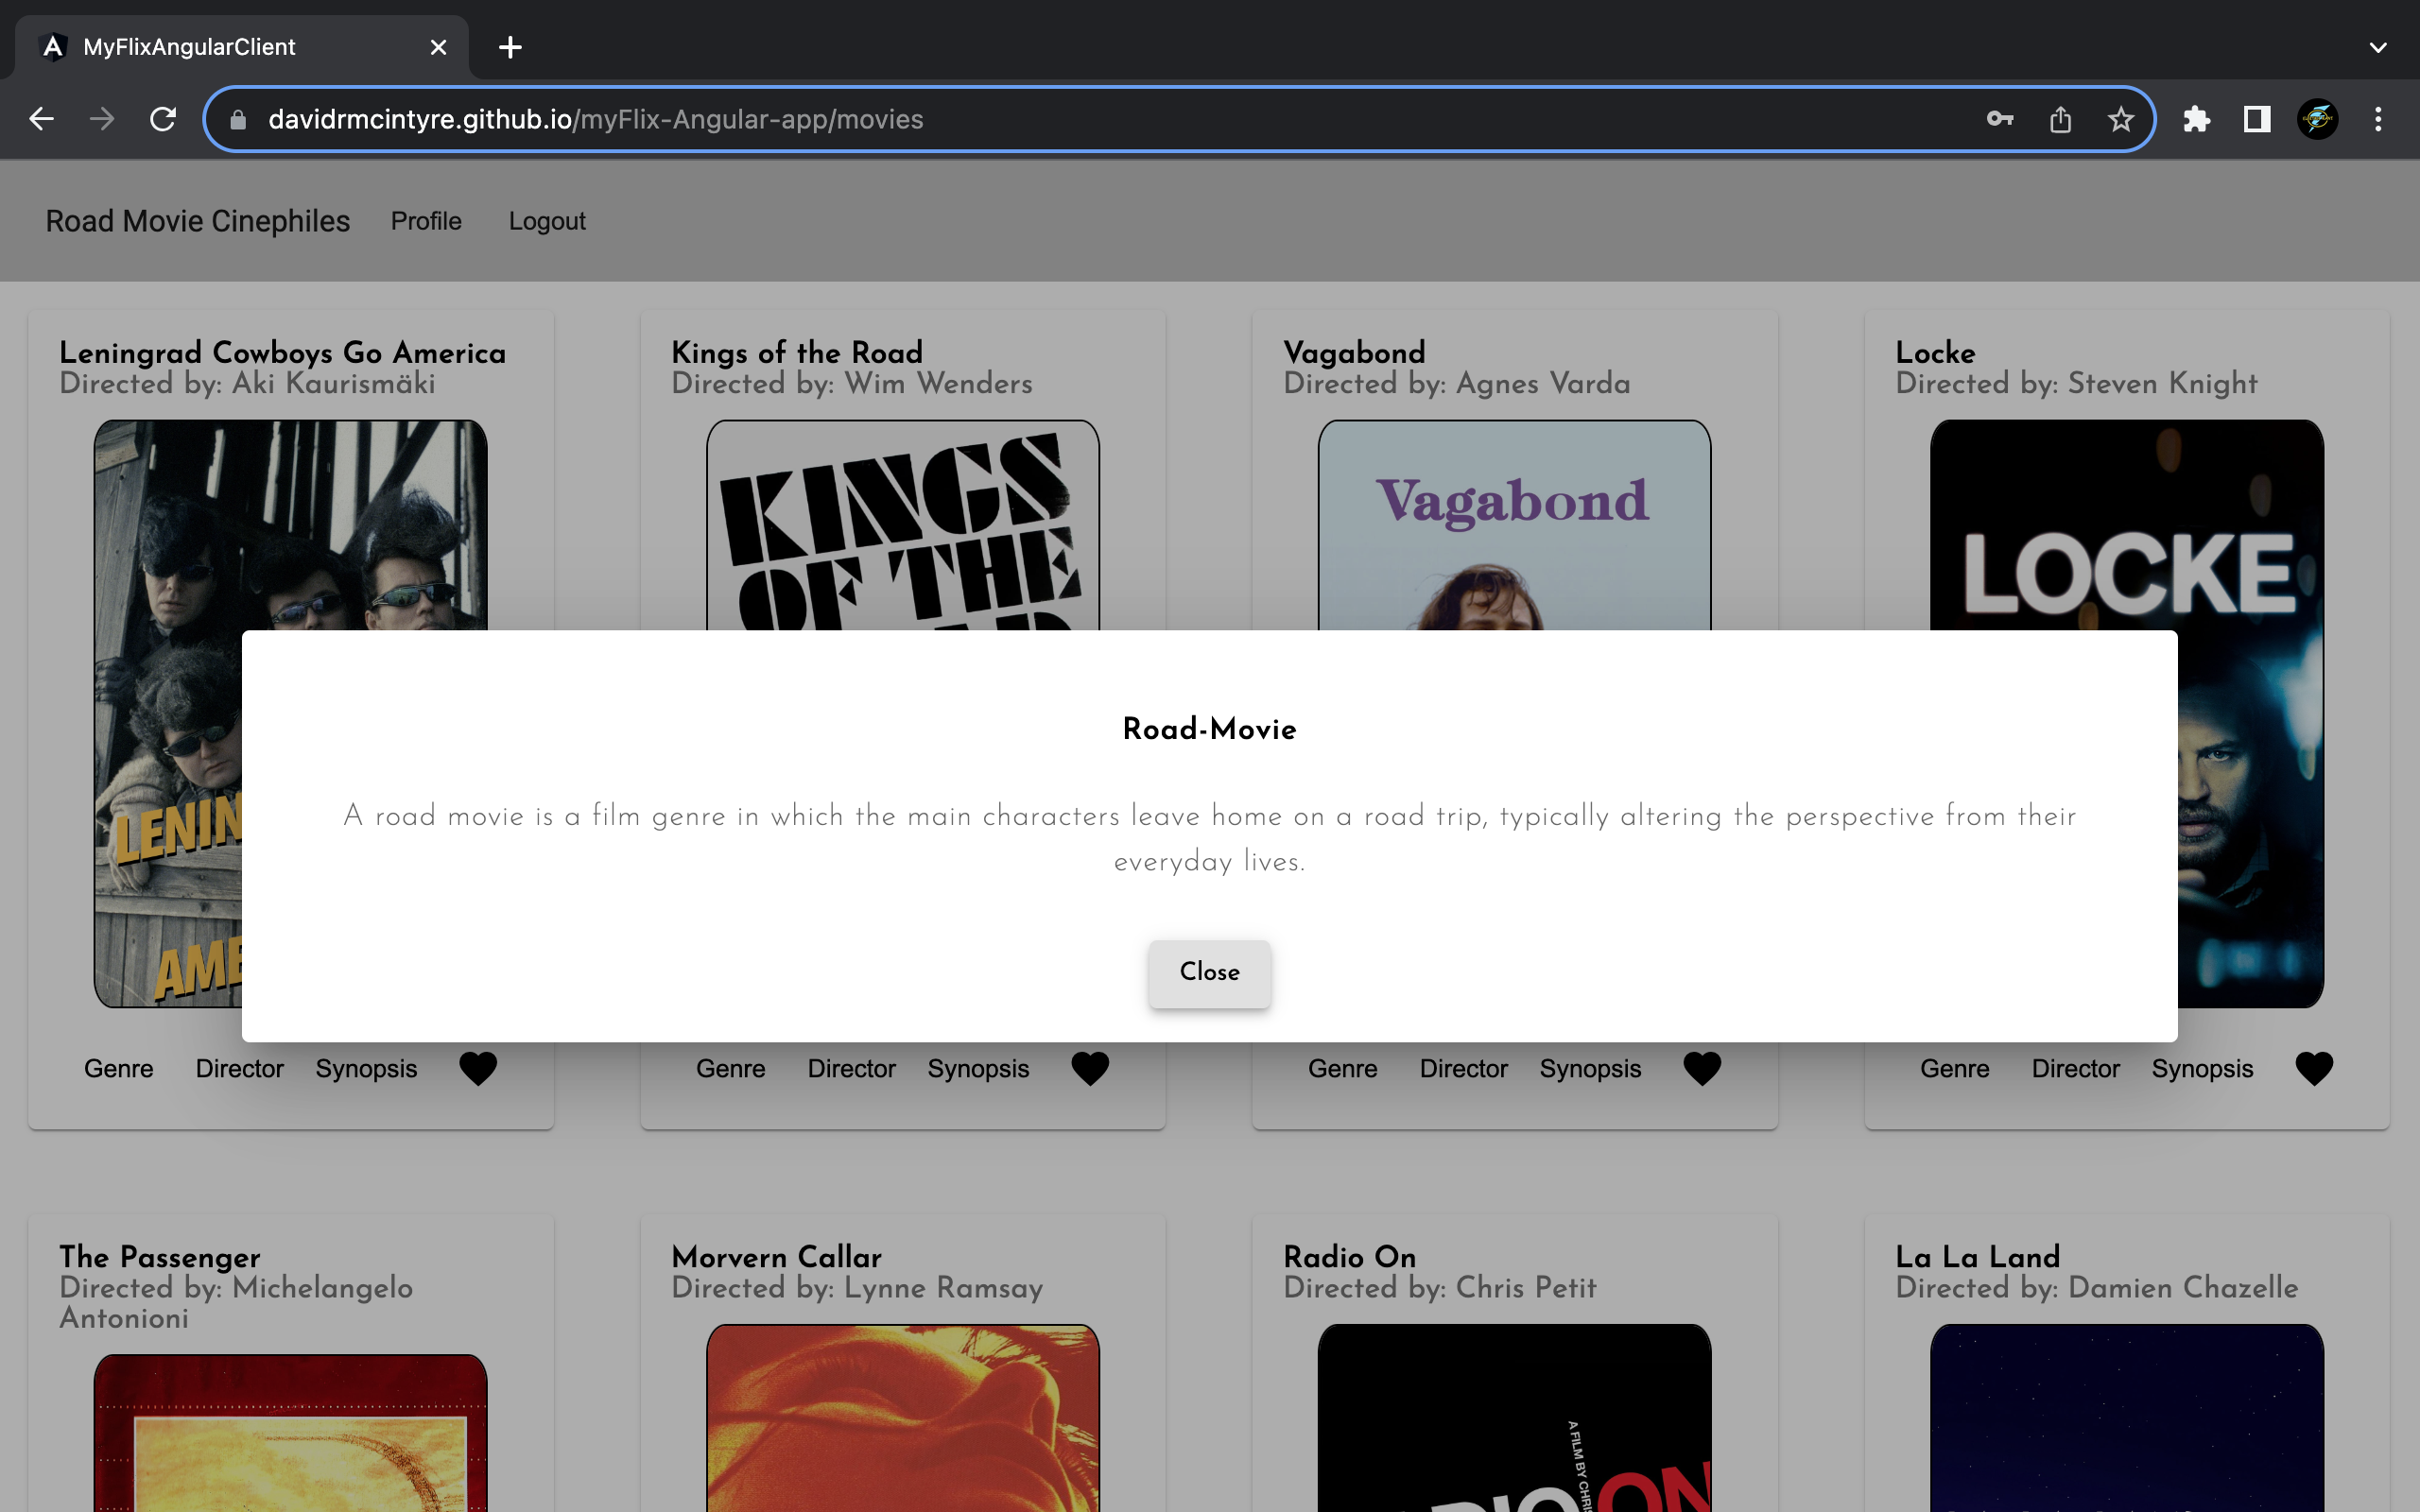 MyFlixAngularClient
davidrmcintyre.github.io/myFlix-Angular-app/movies
Road Movie Cinephiles Profile Logout
Leningrad Cowboys Go America
Directed by: Aki Kaurismäki
Kings of the Road
Directed by: Wim Wenders
Vagabond
Directed by: Agnes Varda
Locke
Directed by: Steven Knight
KINGS
OF THE
Vagabond
LOCKE
LENIN
AME
Road-Movie
A road movie is a film genre in which the main characters leave home on a road trip, typically altering the perspective from their
everyday lives.
Close
Genre Director Synopsis
Genre Director Synopsis
Genre Director Synopsis
Genre Director Synopsis
The Passenger
Directed by: Michelangelo
Antonioni
Morvern Callar
Directed by: Lynne Ramsay
Radio On
Directed by: Chris Petit
La La Land
Directed by: Damien Chazelle
A FILM BY CHRIS
RADIO ON